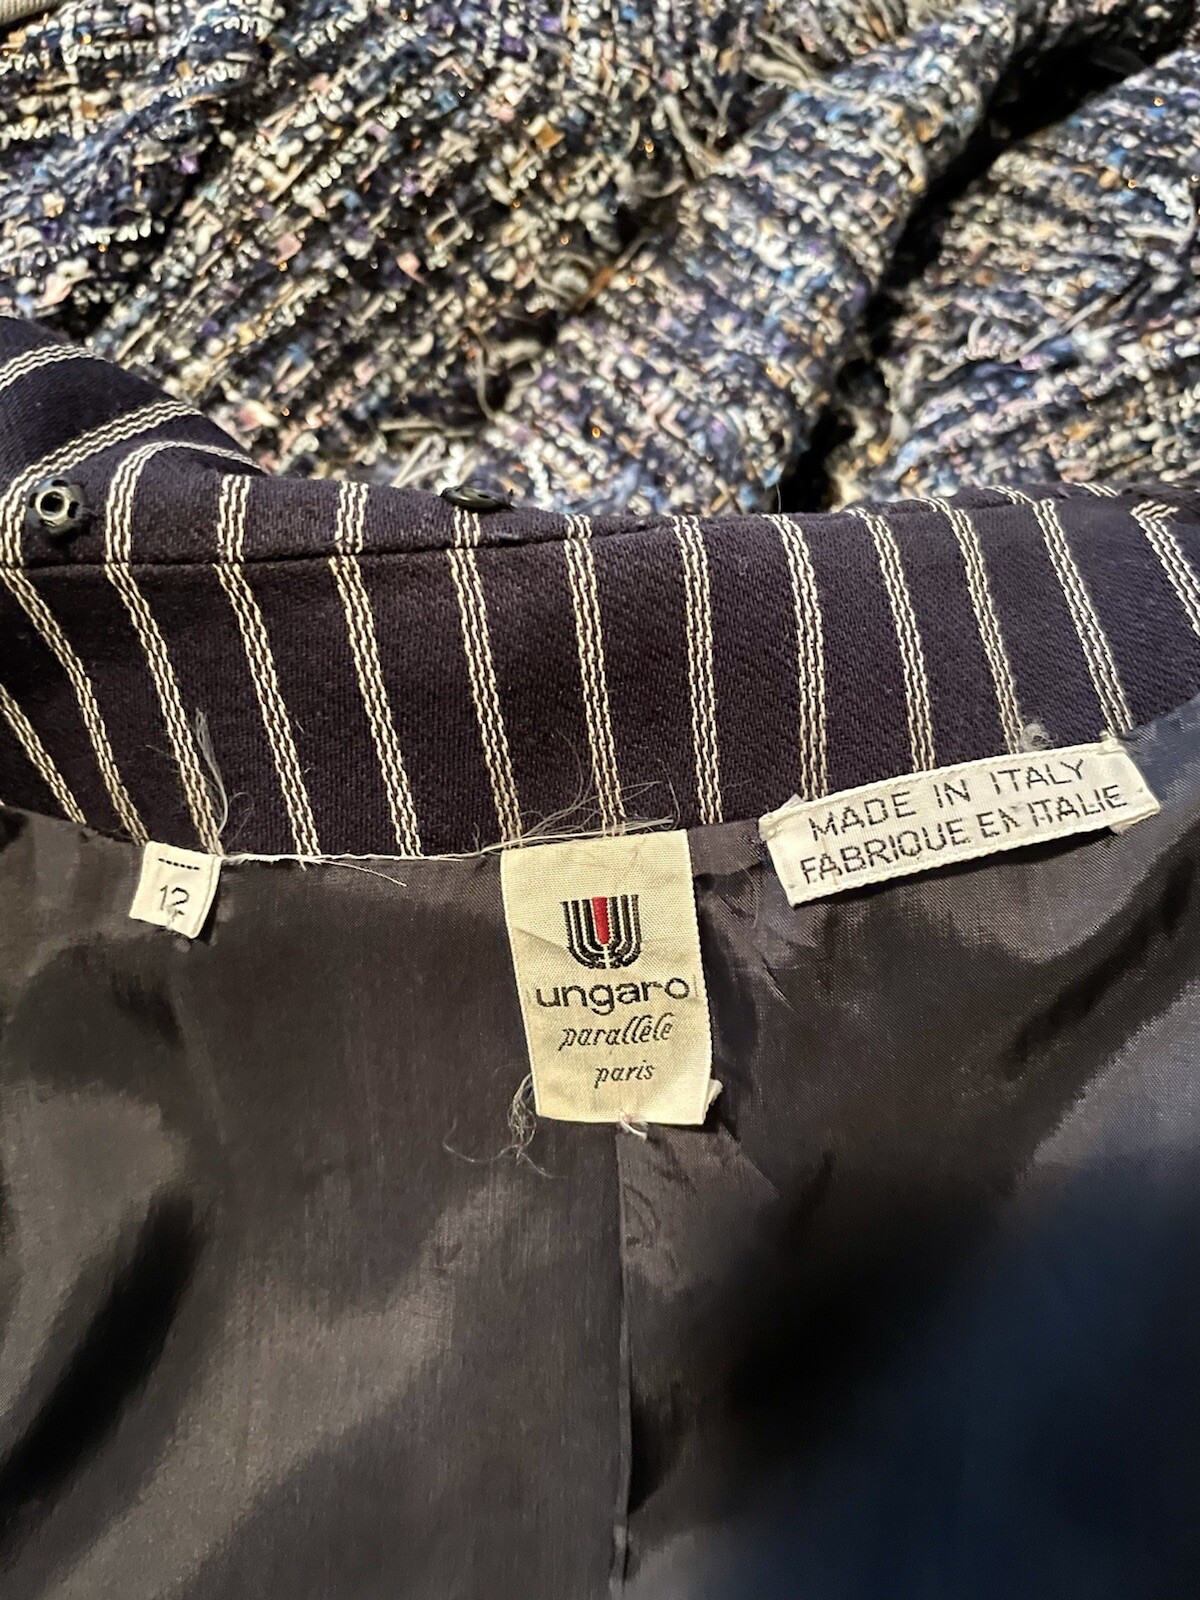 12
ungaro
parallèle
paris
MADE IN ITALY
FABRIQUE EN ITALIE